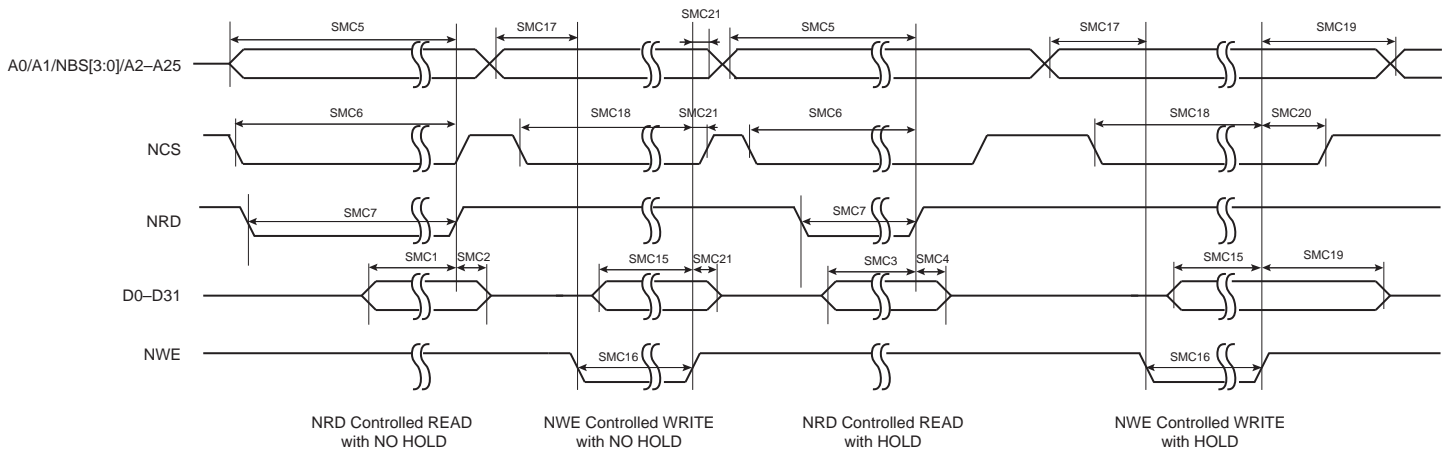 SMC21
SMC5 SMC17 SMC5 SMC17 SMC19
A0/A1/NBS[3:0]/A2–A25
SMC6 SMC18 SMC21 SMC6 SMC18 SMC20
NCS
SMC7 SMC7
NRD
SMC1 SMC2 SMC15 SMC21 SMC3 SMC4 SMC15 SMC19
D0–D31
NWE
SMC16 SMC16
NRD Controlled READ NWE Controlled WRITE NRD Controlled READ NWE Controlled WRITE
with NO HOLD with NO HOLD with HOLD with HOLD